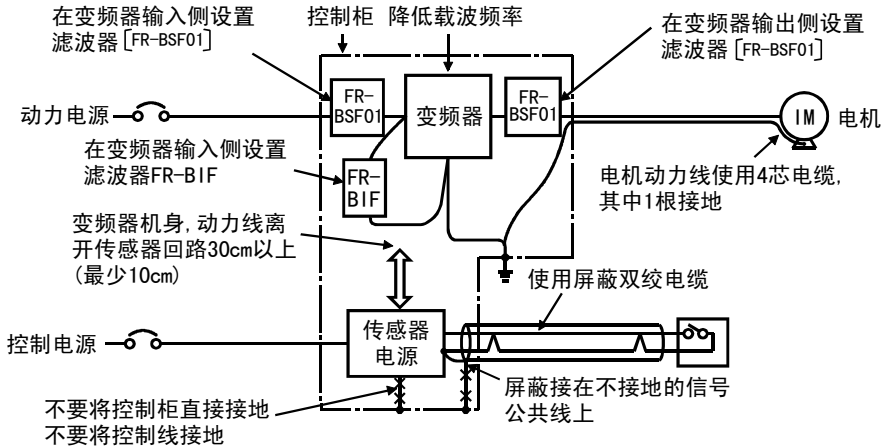 在变频器输入侧设置
滤波器[FR-BSF01]
控制柜
降低载波频率
在变频器输出侧设置
滤波器[FR-BSF01]
动力电源
FR-
BSF01
变频器
FR-
BSF01
IM
电机
在变频器输入侧设置
滤波器FR-BIF
FR-
BIF
电机动力线使用4芯电缆,
其中1根接地
变频器机身,动力线离
开传感器回路30cm以上
(最少10cm)
使用屏蔽双绞电缆
控制电源
传感器
电源
屏蔽接在不接地的信号
公共线上
不要将控制柜直接接地
不要将控制线接地